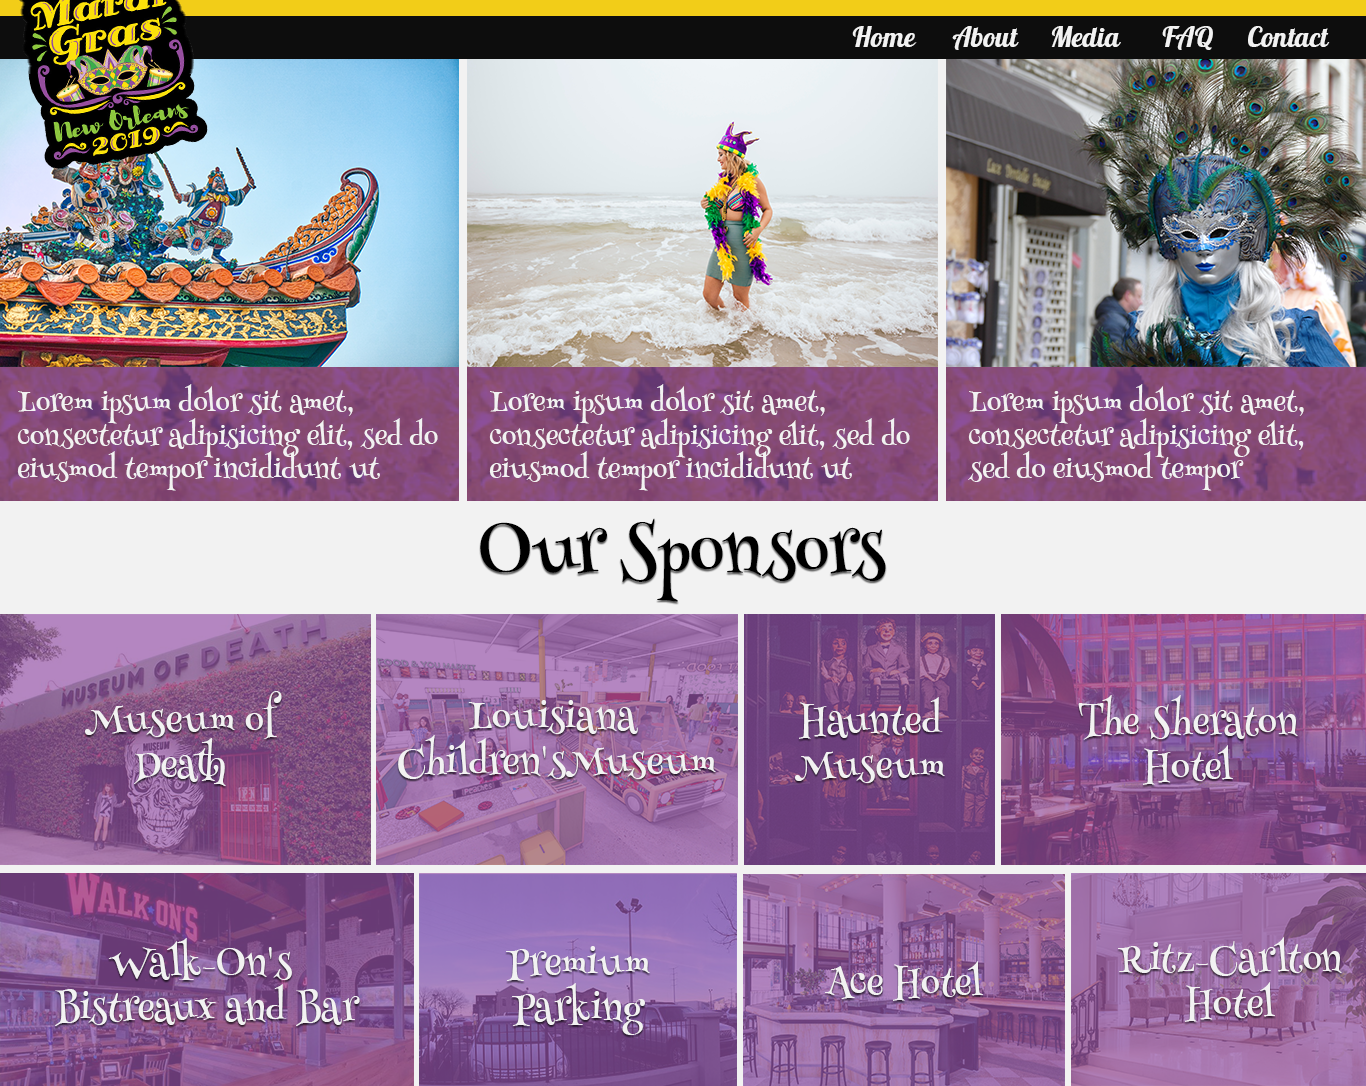 Mardi
Gras
New Orleans
2019
Home About Media FAQ Contact
Lorem ipsum dolor sit amet,
consectetur adipisicing elit, sed do
eiusmod tempor incididunt ut
Lorem ipsum dolor sit amet,
consectetur adipisicing elit, sed do
eiusmod tempor incididunt ut
Lorem ipsum dolor sit amet,
consectetur adipisicing elit,
sed do eiusmod tempor
Our Sponsors
MUSEUM OF DEATH
MUSEUM
Museum of
Death
Louisiana
Children's Museum
Haunted
Museum
The Sheraton
Hotel
WALK-ON'S
Walk-On's
Bistreaux and Bar
Premium
Parking
Ace Hotel
Ritz-Carlton
Hotel